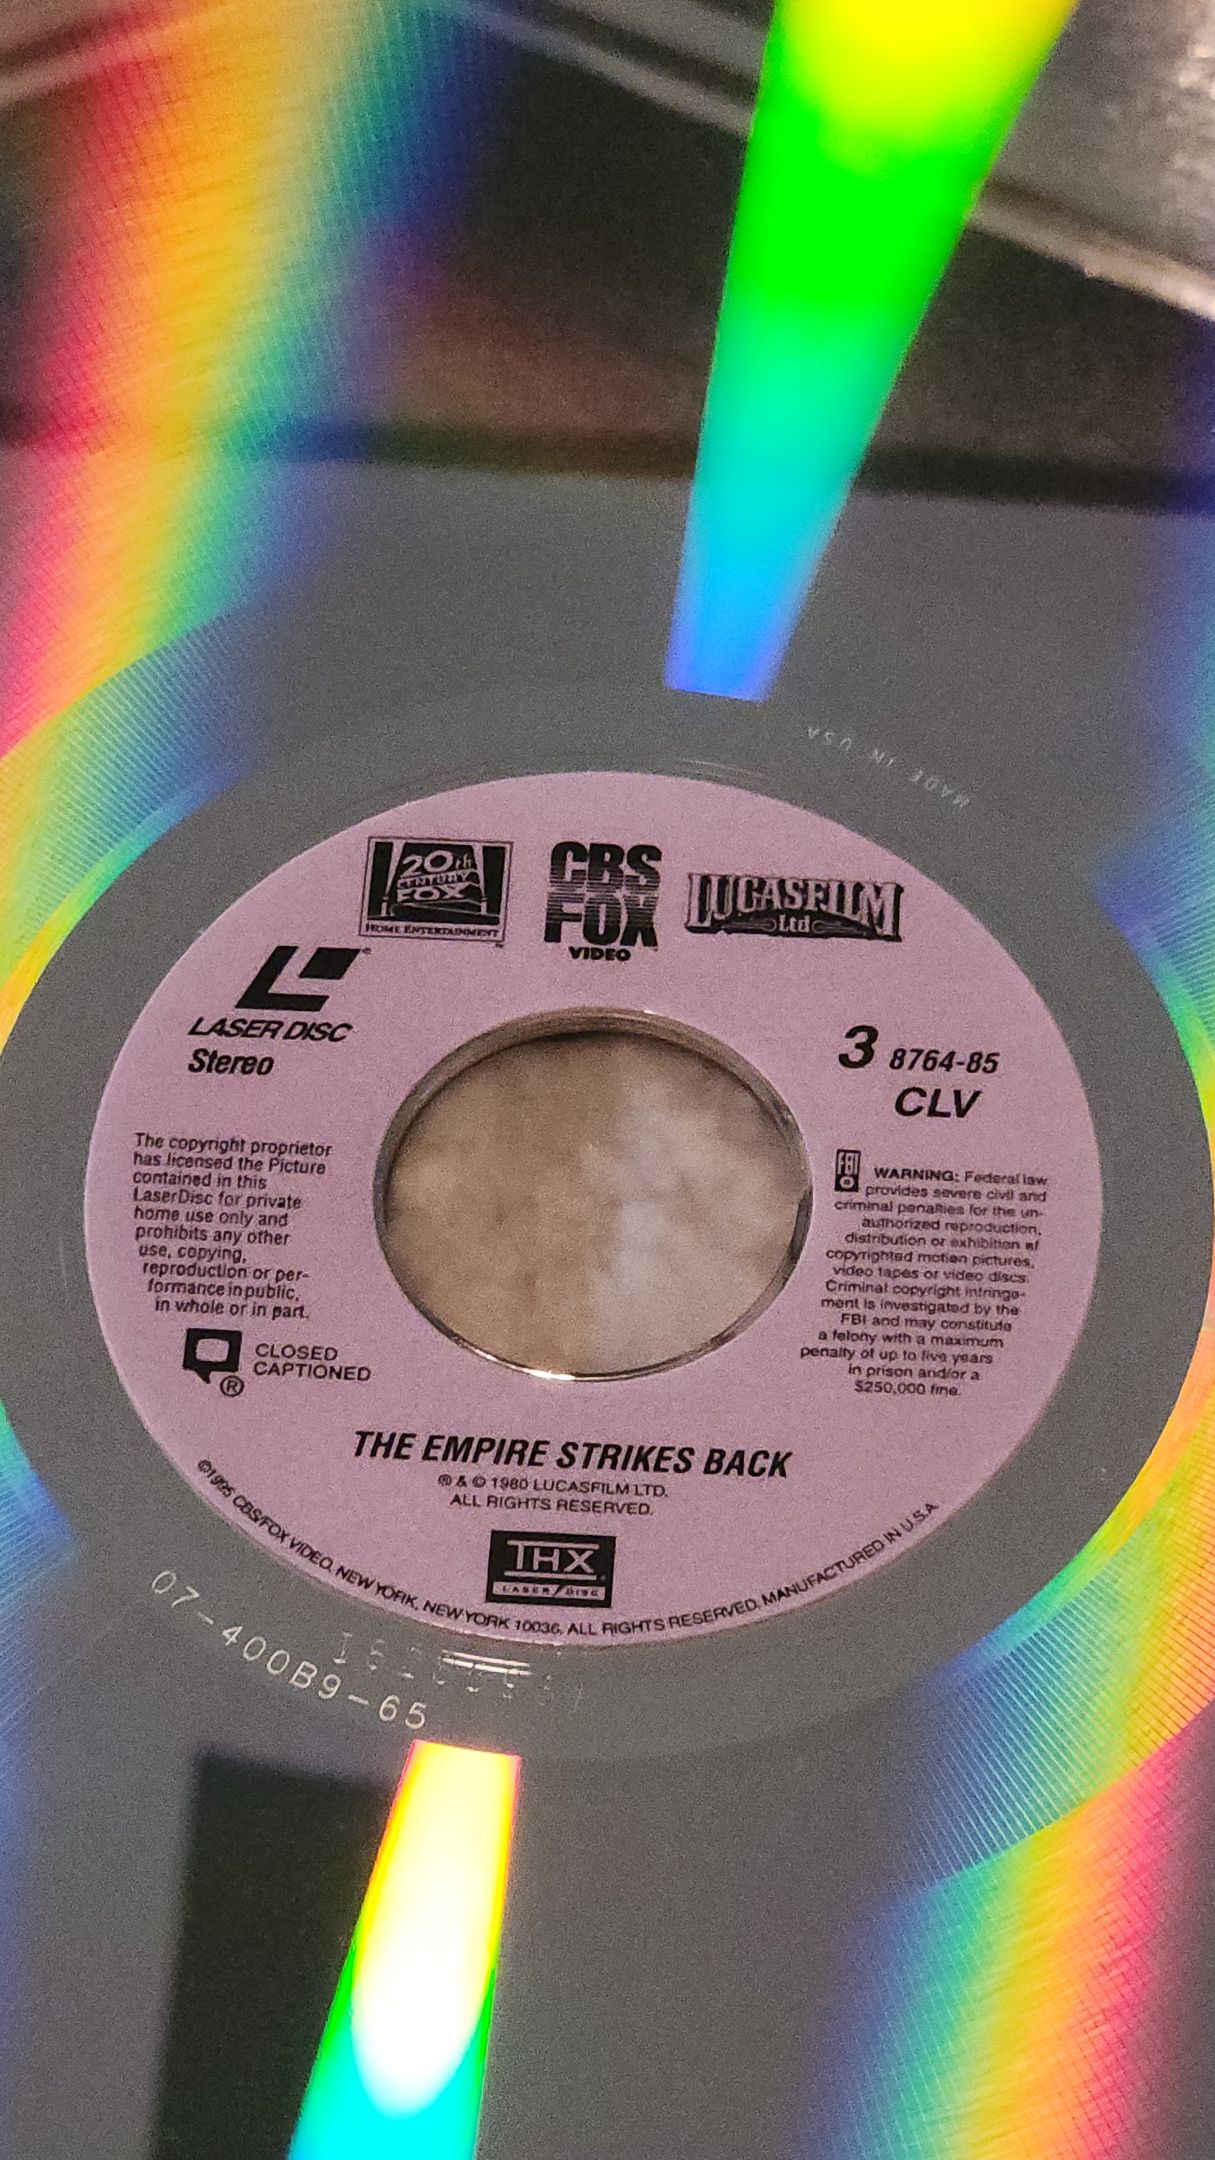 MADE IN USA
20th
CENTURY
FOX
HOME ENTERTAINMENT
™
CBS
FOX
VIDEO
LUCASFILM
Ltd
®
LASER DISC
Stereo
3 8764-85
CLV
The copyright proprietor
has licensed the Picture
contained in this
LaserDisc for private
home use only and
prohibits any other
use, copying,
reproduction or per-
formance in public,
in whole or in part.
FBI
WARNING: Federal law
provides severe civil and
criminal penalties for the un-
authorized reproduction,
distribution or exhibition of
copyrighted motion pictures,
video tapes or video discs.
Criminal copyright infringe-
ment is investigated by the
FBI and may constitute
a felony with a maximum
penalty of up to five years
in prison and/or a
$250,000 fine.
®
CLOSED
CAPTIONED
THE EMPIRE STRIKES BACK
® & © 1980 LUCASFILM LTD.
ALL RIGHTS RESERVED.
THX
LASER DISC
©1995 CBS/FOX VIDEO, NEW YORK, NEW YORK 10036, ALL RIGHTS RESERVED, MANUFACTURED IN U.S.A.
07-400B9-65